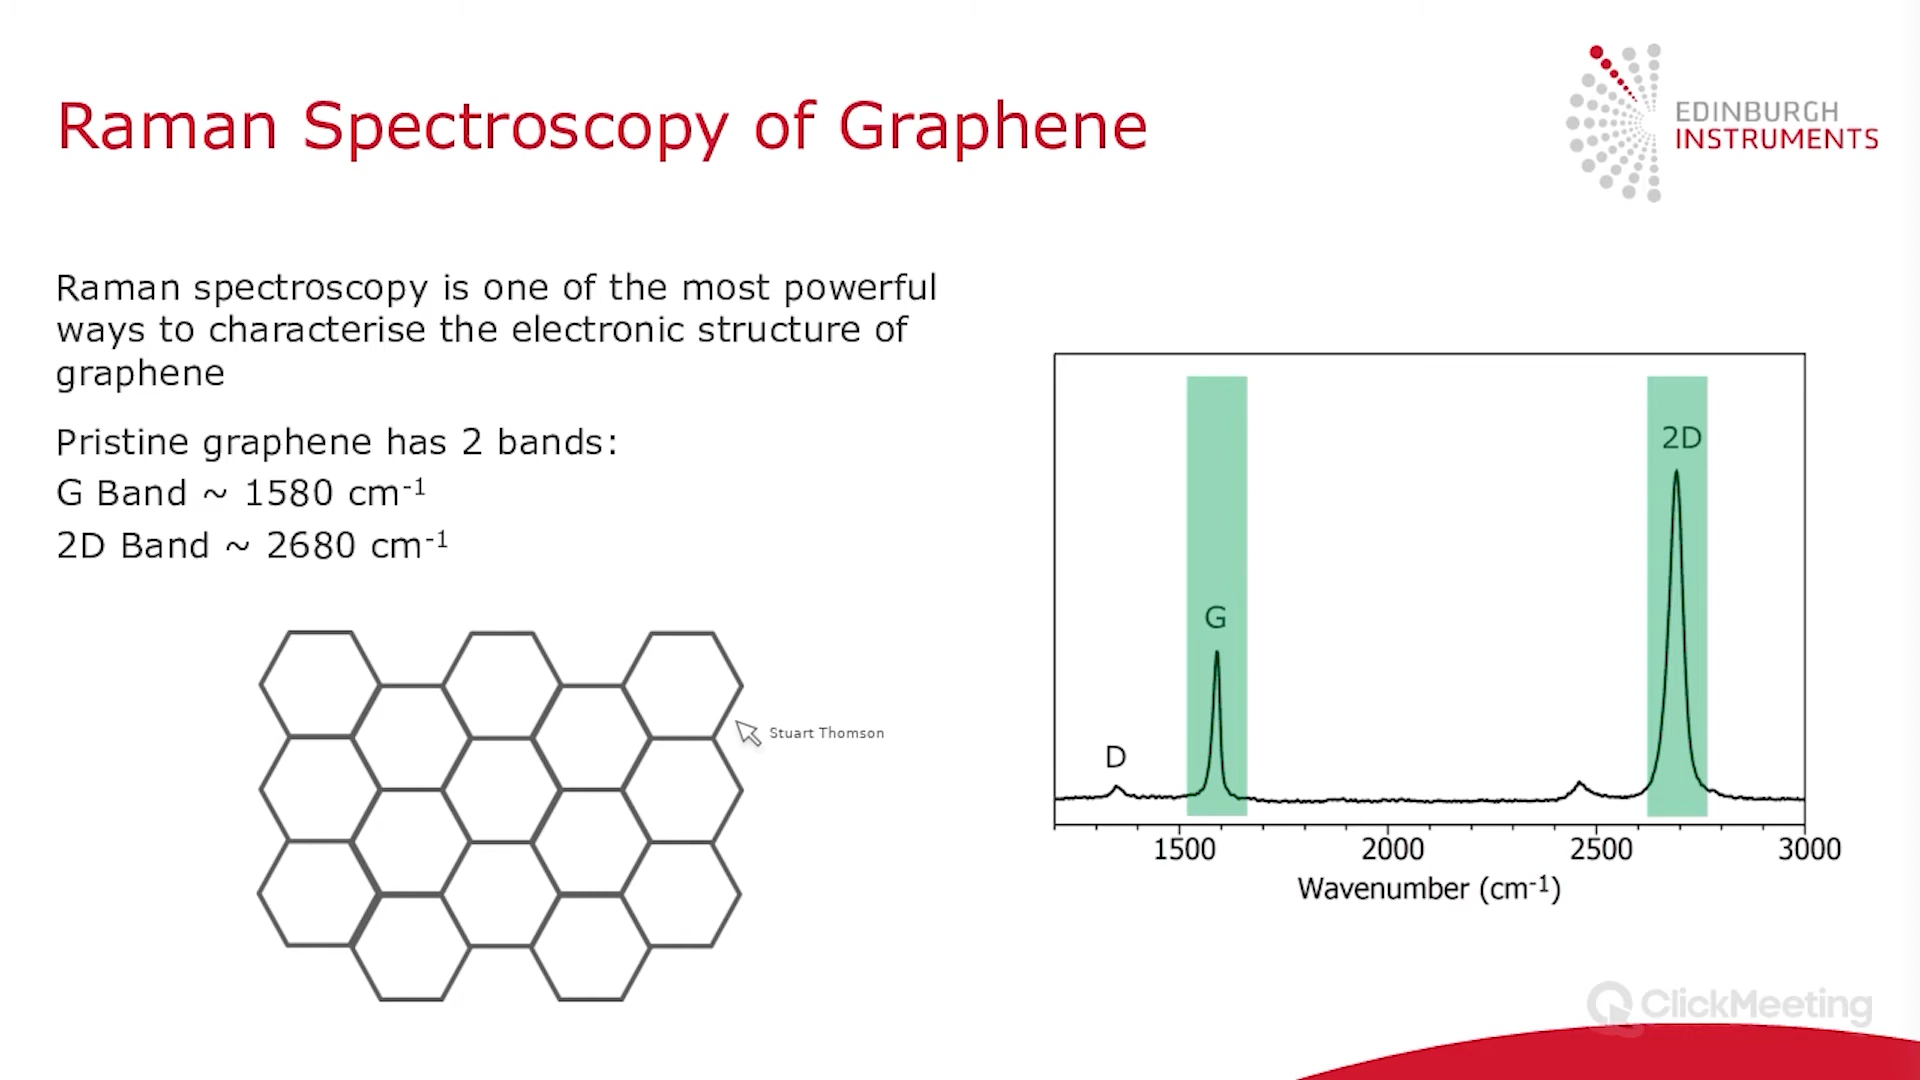 Raman Spectroscopy of Graphene
EDINBURGH
INSTRUMENTS
Raman spectroscopy is one of the most powerful
ways to characterise the electronic structure of
graphene
Pristine graphene has 2 bands:
G Band ~ 1580 cm⁻¹
2D Band ~ 2680 cm⁻¹
Stuart Thomson
2D
G
D
1500 2000 2500 3000
Wavenumber (cm⁻¹)
ClickMeeting